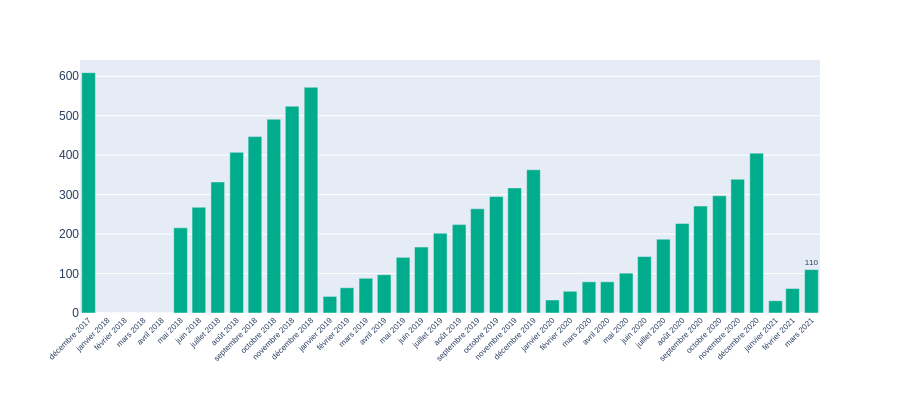 600
500
400
300
200
100
0
110
décembre 2017
janvier 2018
février 2018
mars 2018
avril 2018
mai 2018
juin 2018
juillet 2018
août 2018
septembre 2018
octobre 2018
novembre 2018
décembre 2018
janvier 2019
février 2019
mars 2019
avril 2019
mai 2019
juin 2019
juillet 2019
août 2019
septembre 2019
octobre 2019
novembre 2019
décembre 2019
janvier 2020
février 2020
mars 2020
avril 2020
mai 2020
juin 2020
juillet 2020
août 2020
septembre 2020
octobre 2020
novembre 2020
décembre 2020
janvier 2021
février 2021
mars 2021